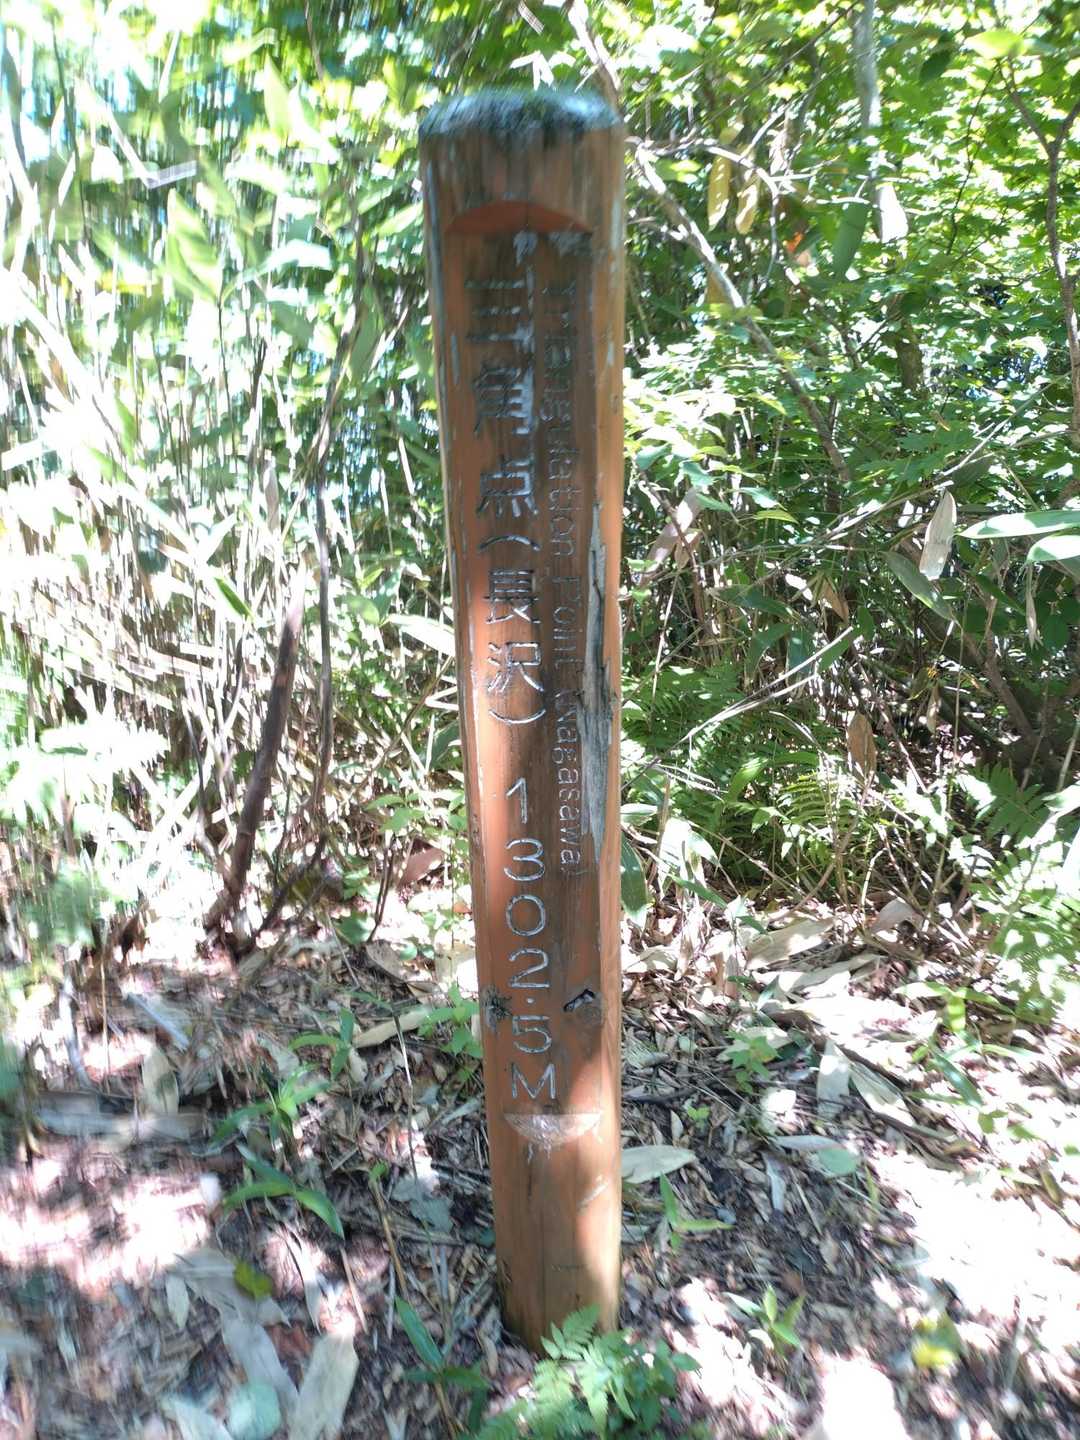 三角点(長沢) 1302.5M
Triangulation Point (Nagasawa)